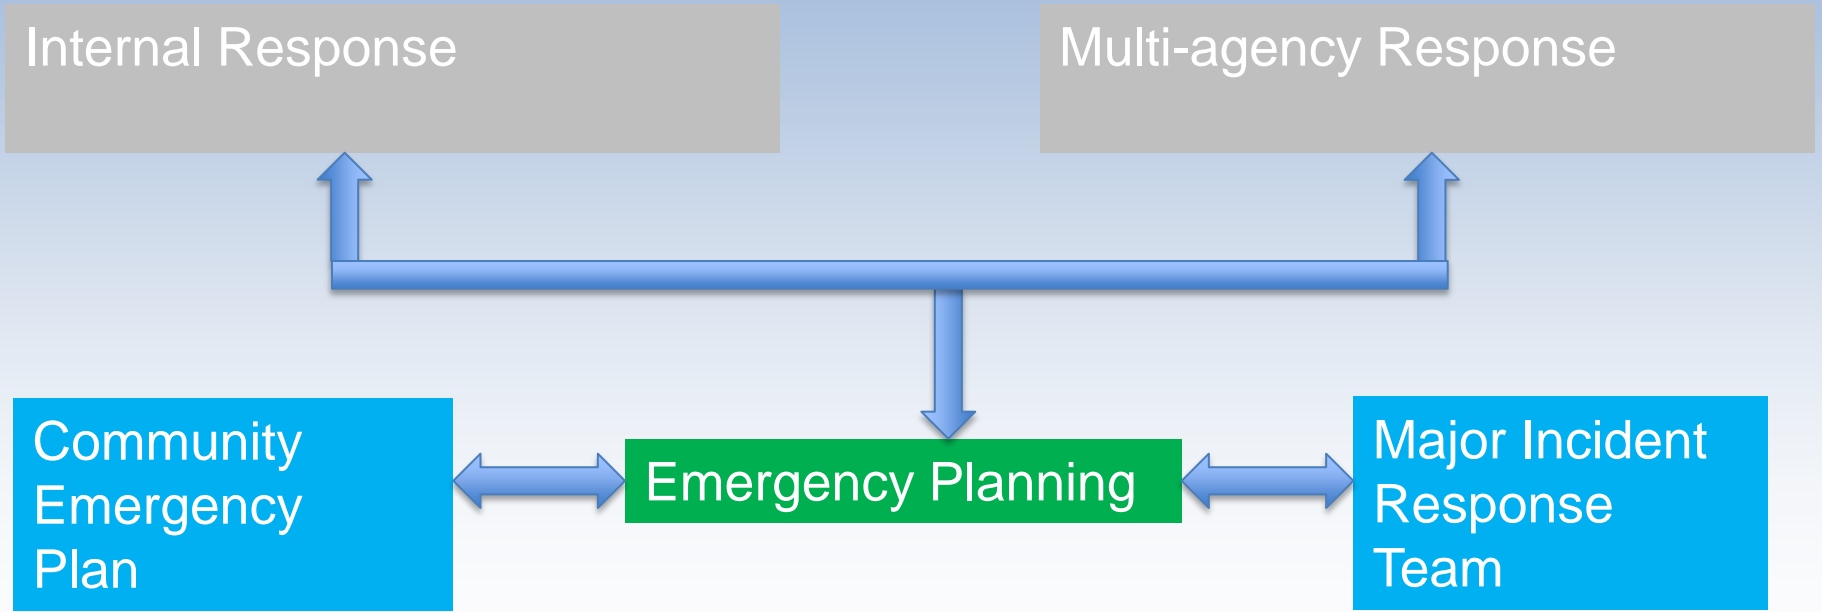 Internal Response
Multi-agency Response
Community
Emergency
Plan
Emergency Planning
Major Incident
Response
Team